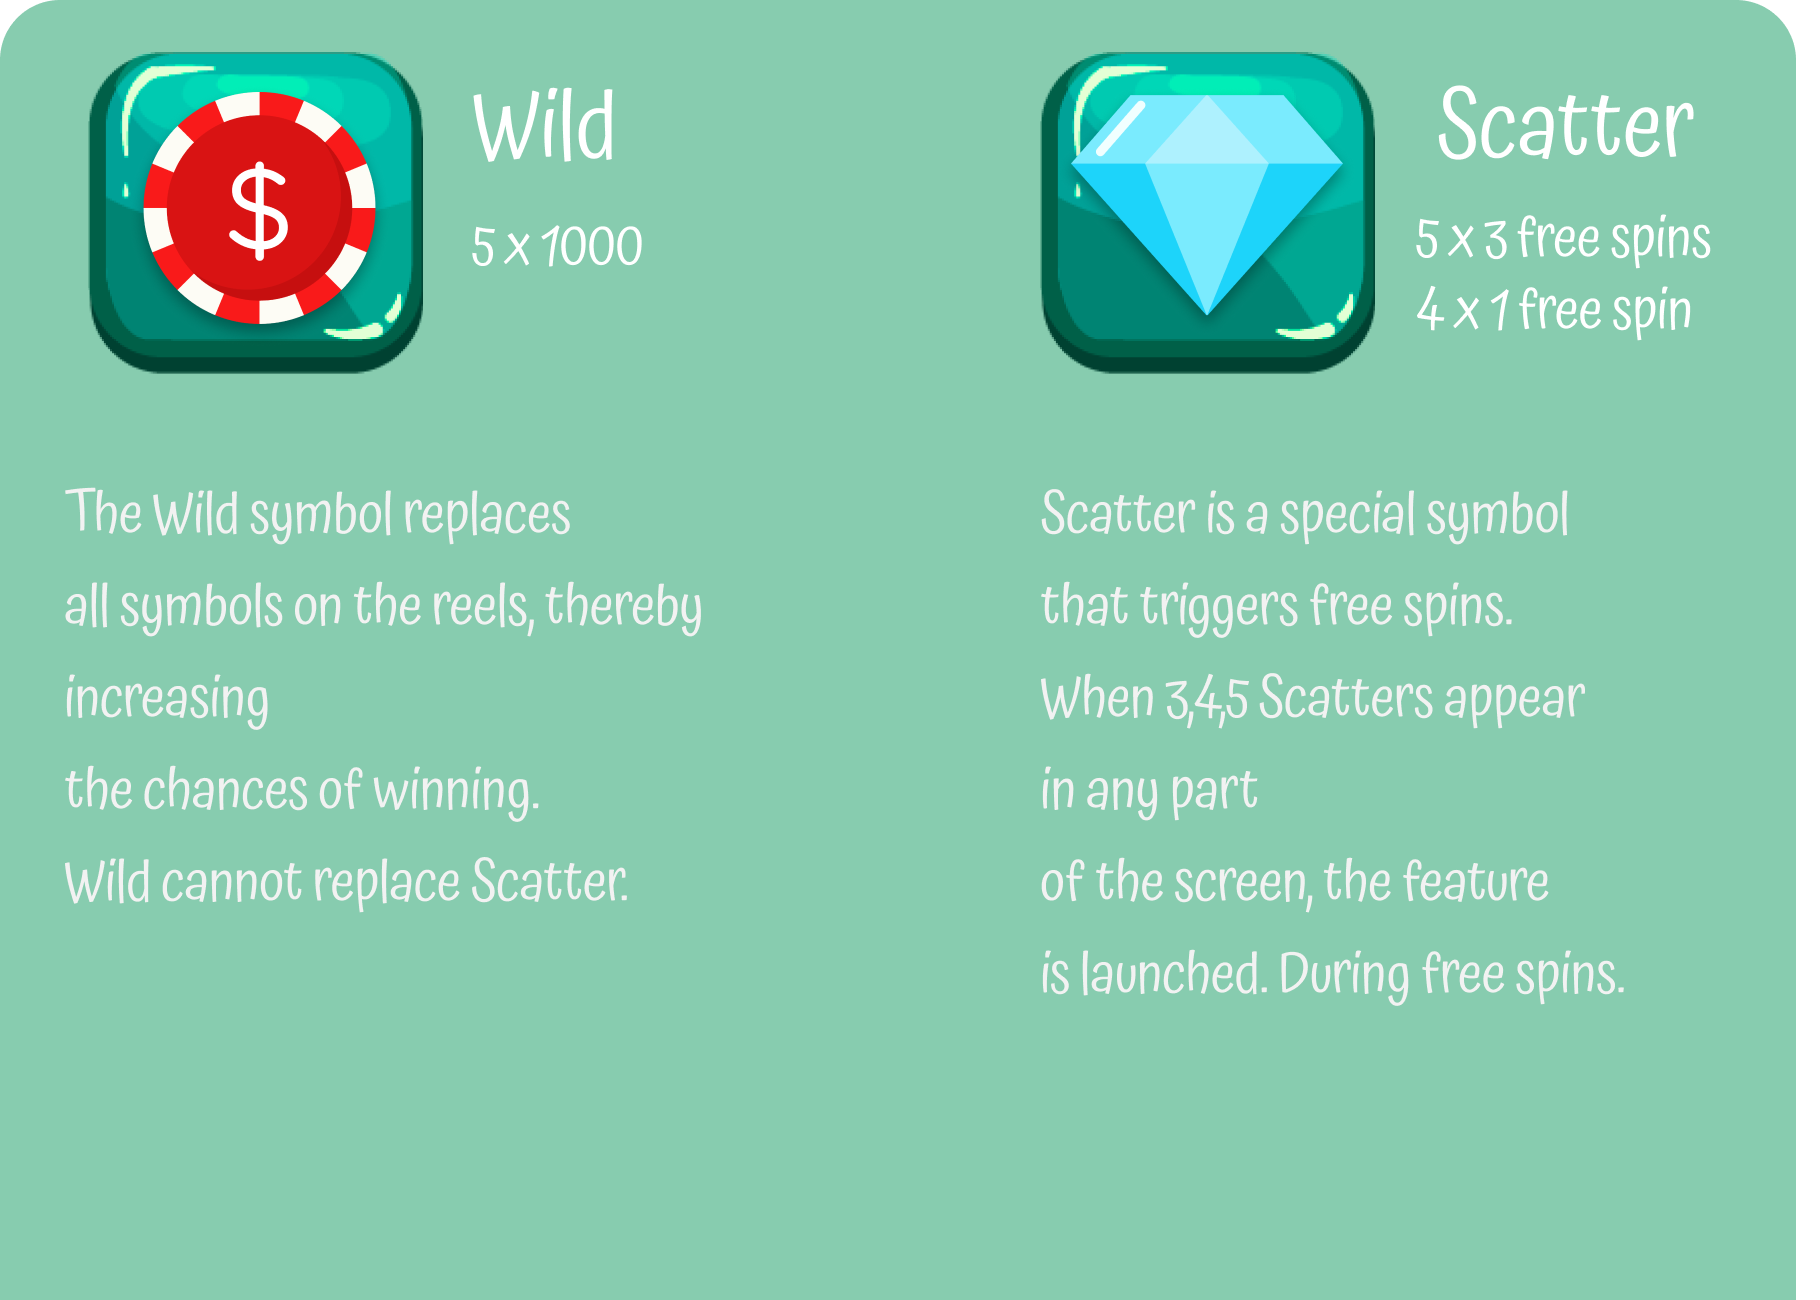 $
Wild
5 x 1000
The Wild symbol replaces
all symbols on the reels, thereby
increasing
the chances of winning.
Wild cannot replace Scatter.
Scatter
5 x 3 free spins
4 x 1 free spin
Scatter is a special symbol
that triggers free spins.
When 3,4,5 Scatters appear
in any part
of the screen, the feature
is launched. During free spins.